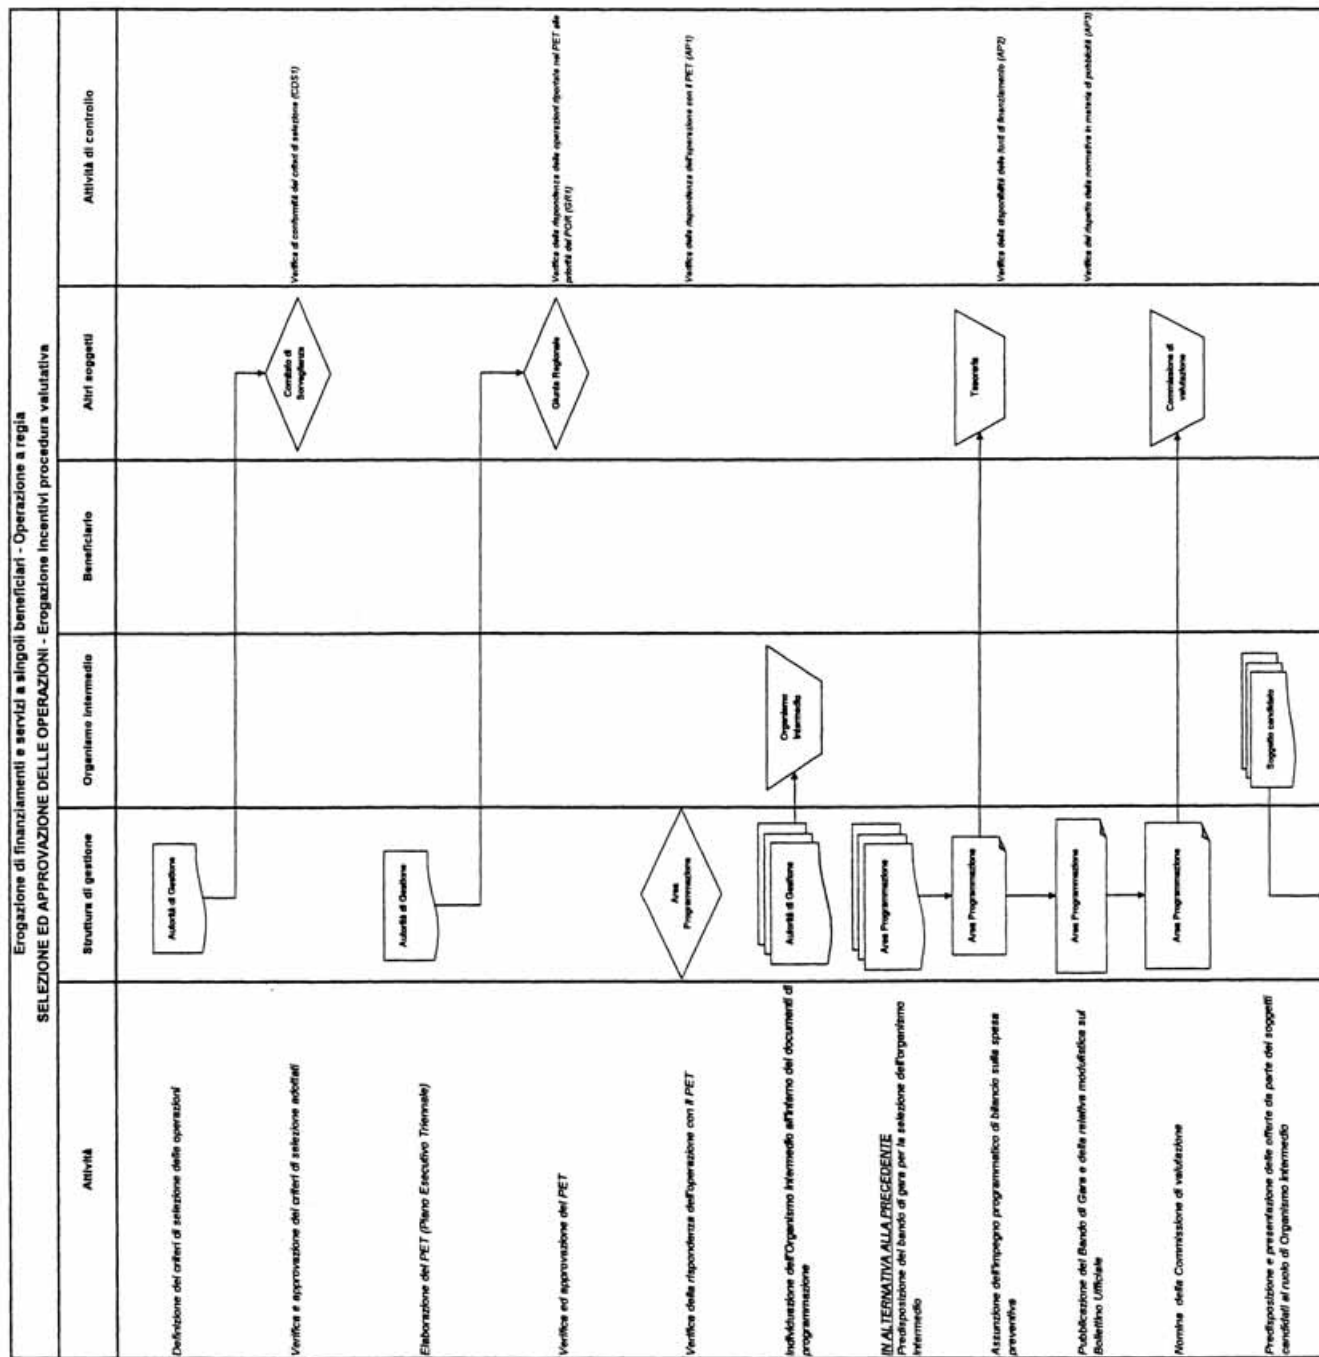 Erogazione di finanziamenti e servizi a singoli beneficiari - Operazione a regia
SELEZIONE ED APPROVAZIONE DELLE OPERAZIONI - Erogazione incentivi procedura valutativa
Attività
Struttura di gestione
Organismo Intermedio
Beneficiario
Altri soggetti
Attività di controllo
Definizione dei criteri di selezione delle operazioni
Autorità di Gestione
Verifica e approvazione dei criteri di selezione adottati
Comitato di
Sorveglianza
Verifica di conformità dei criteri di selezione (CDS1)
Elaborazione del PET (Piano Esecutivo Triennale)
Autorità di Gestione
Verifica ed approvazione del PET
Giunta Regionale
Verifica della rispondenza delle operazioni riportate nel PET alle
priorità del POR (GR1)
Verifica della rispondenza dell'operazione con il PET
Area
Programmazione
Verifica della rispondenza dell'operazione con il PET (AP1)
Individuazione dell'Organismo Intermedio all'interno dei documenti di
programmazione
Autorità di Gestione
Organismo
Intermedio
IN ALTERNATIVA ALLA PRECEDENTE
Predisposizione del bando di gara per la selezione dell'organismo
Intermedio
Area Programmazione
Assunzione dell'impegno programmatico di bilancio sulla spesa
preventiva
Area Programmazione
Tesoreria
Verifica della disponibilità delle fonti di finanziamento (AP2)
Pubblicazione del Bando di Gara e della relativa modulistica sul
Bollettino Ufficiale
Area Programmazione
Verifica del rispetto della normativa in materia di pubblicità (AP3)
Nomina della Commissione di valutazione
Area Programmazione
Commissione di
valutazione
Predisposizione e presentazione delle offerte da parte dei soggetti
candidati al ruolo di Organismo Intermedio
Soggetto candidato